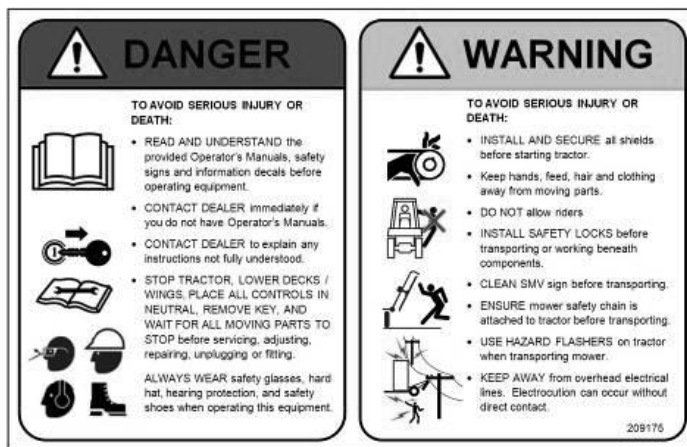 DANGER
TO AVOID SERIOUS INJURY OR
DEATH:
• READ AND UNDERSTAND the
provided Operator's Manuals, safety
signs and information decals before
operating equipment.
• CONTACT DEALER immediately if
you do not have Operator's Manuals.
• CONTACT DEALER to explain any
instructions not fully understood.
• STOP TRACTOR, LOWER DECKS /
WINGS, PLACE ALL CONTROLS IN
NEUTRAL, REMOVE KEY, AND
WAIT FOR ALL MOVING PARTS TO
STOP before servicing, adjusting,
repairing, unplugging or fitting.
ALWAYS WEAR safety glasses, hard
hat, hearing protection, and safety
shoes when operating this equipment.
WARNING
TO AVOID SERIOUS INJURY OR
DEATH:
• INSTALL AND SECURE all shields
before starting tractor.
• Keep hands, feed, hair and clothing
away from moving parts.
• DO NOT allow riders
• INSTALL SAFETY LOCKS before
transporting or working beneath
components.
• CLEAN SMV sign before transporting.
• ENSURE mower safety chain is
attached to tractor before transporting.
• USE HAZARD FLASHERS on tractor
when transporting mower.
• KEEP AWAY from overhead electrical
lines. Electrocution can occur without
direct contact.
209175